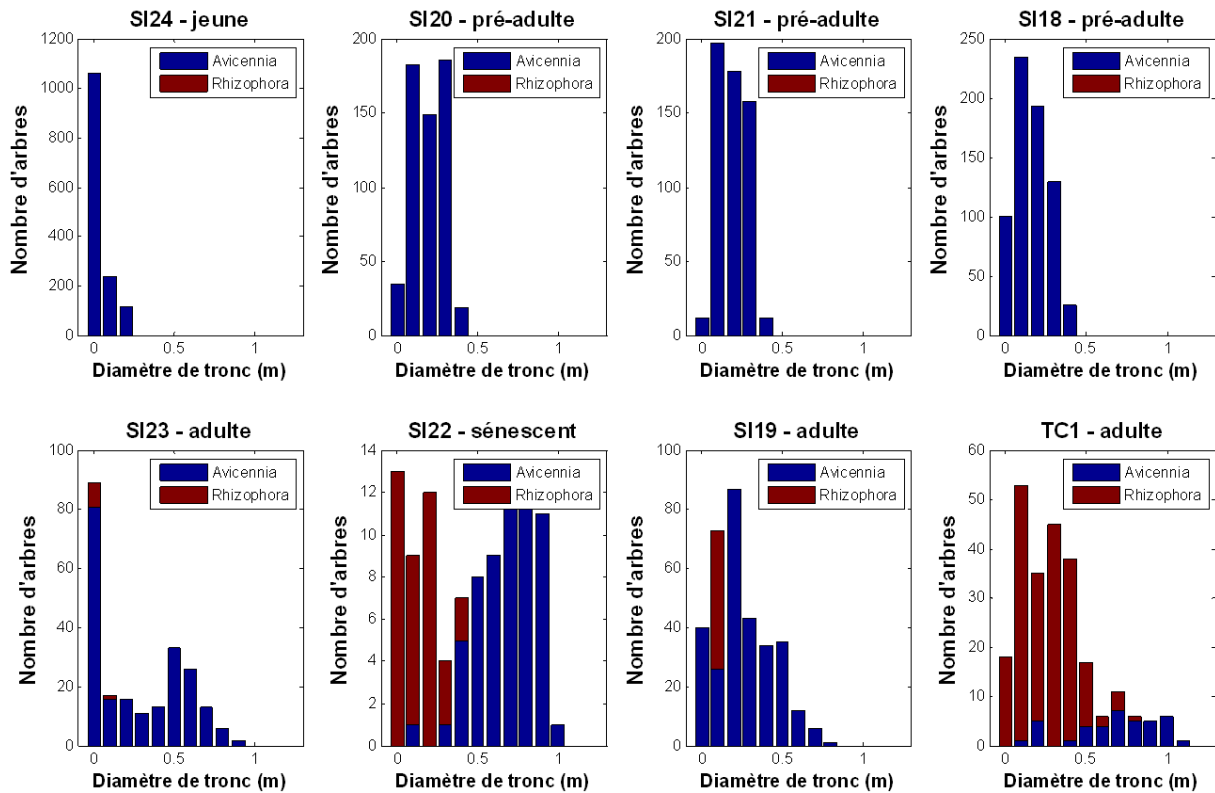 SI24 - jeune
Nombre d'arbres
1200
1000
800
600
400
200
0
Avicennia
Rhizophora
0
0.5
1
Diamètre de tronc (m)
SI20 - pré-adulte
Nombre d'arbres
200
150
100
50
0
Avicennia
Rhizophora
0
0.5
1
Diamètre de tronc (m)
SI21 - pré-adulte
Nombre d'arbres
200
150
100
50
0
Avicennia
Rhizophora
0
0.5
1
Diamètre de tronc (m)
SI18 - pré-adulte
Nombre d'arbres
250
200
150
100
50
0
Avicennia
Rhizophora
0
0.5
1
Diamètre de tronc (m)
SI23 - adulte
Nombre d'arbres
100
80
60
40
20
0
Avicennia
Rhizophora
0
0.5
1
Diamètre de tronc (m)
SI22 - sénescent
Nombre d'arbres
14
12
10
8
6
4
2
0
Avicennia
Rhizophora
0
0.5
1
Diamètre de tronc (m)
SI19 - adulte
Nombre d'arbres
100
80
60
40
20
0
Avicennia
Rhizophora
0
0.5
1
Diamètre de tronc (m)
TC1 - adulte
Nombre d'arbres
60
50
40
30
20
10
0
Avicennia
Rhizophora
0
0.5
1
Diamètre de tronc (m)